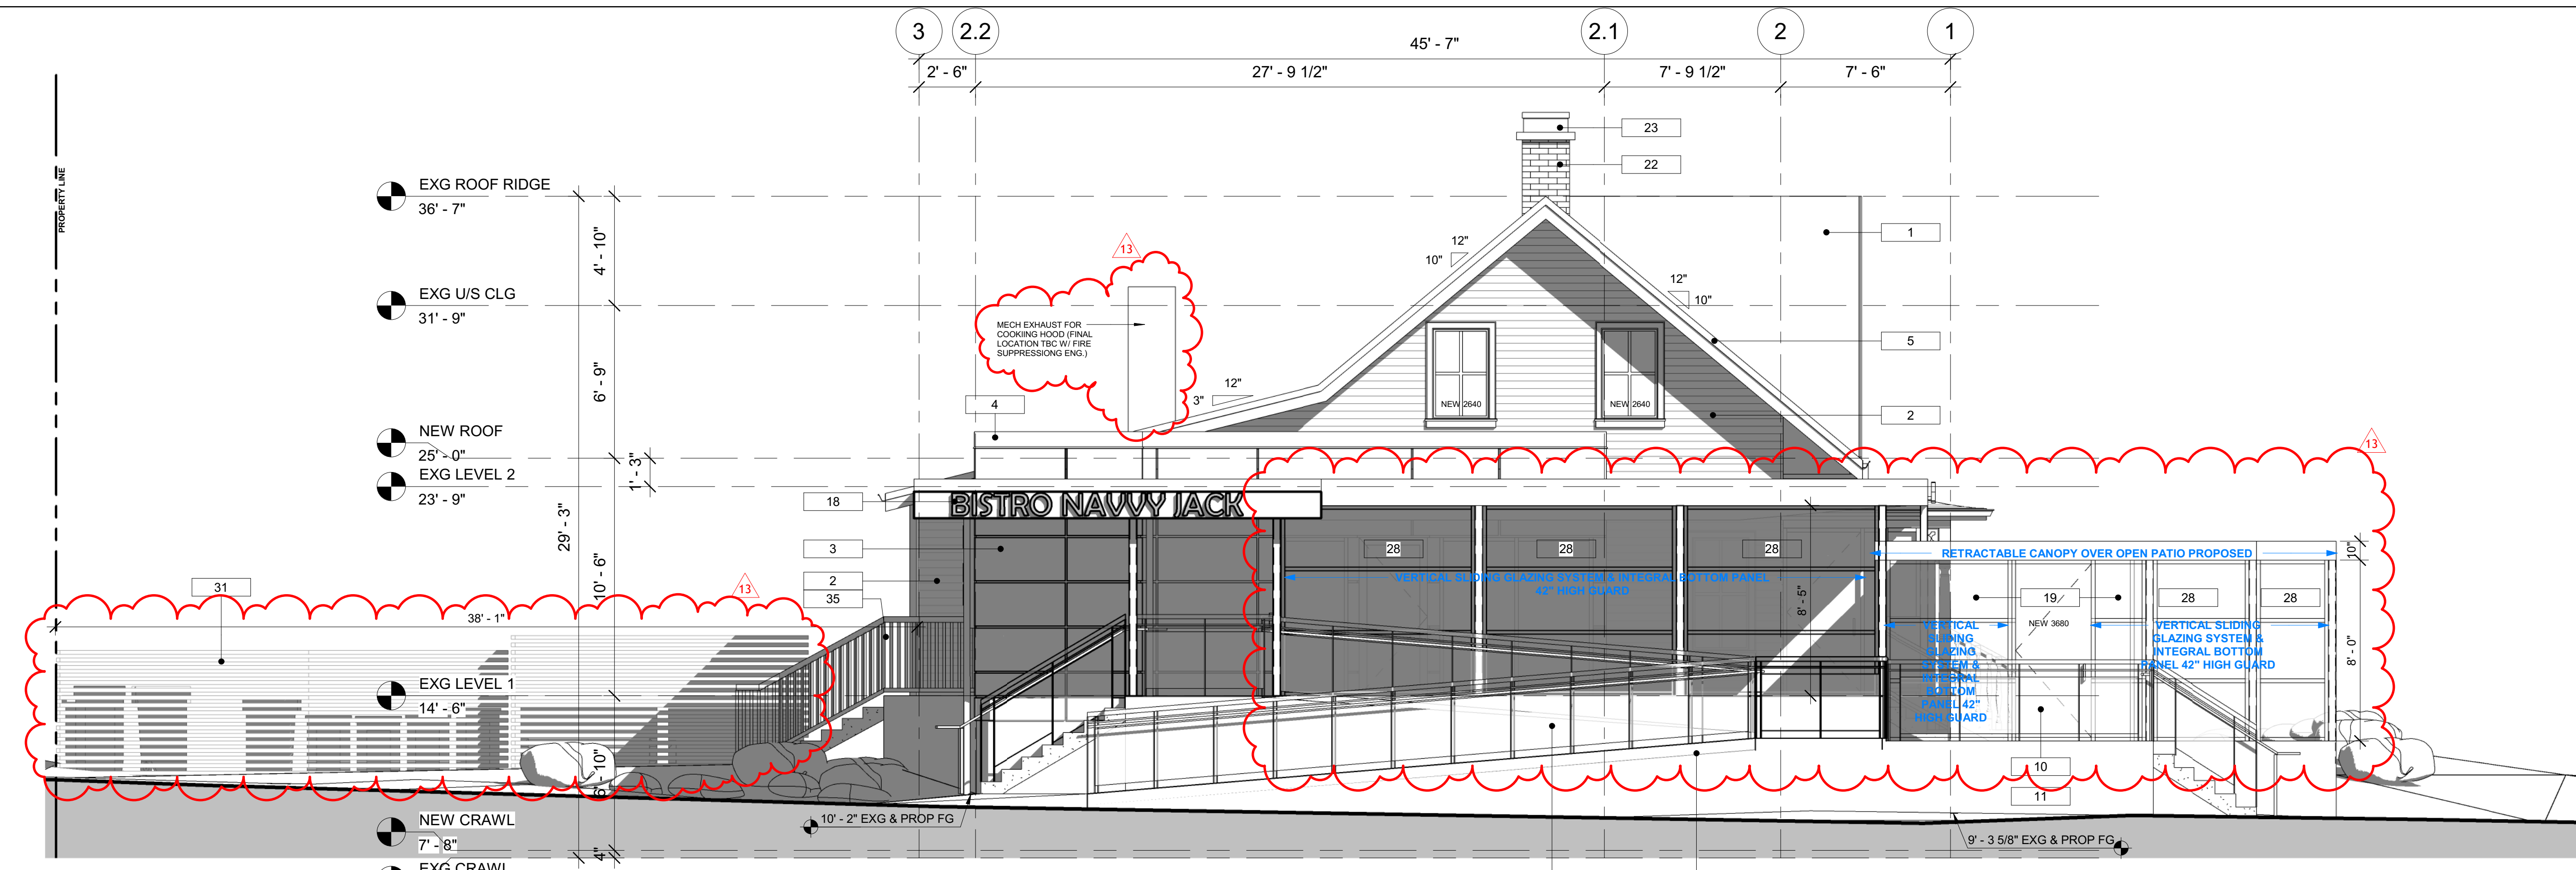 3
2.2
2.1
2
1
45' - 7"
2' - 6"
27' - 9 1/2"
7' - 9 1/2"
7' - 6"
PROPERTY LINE
23
22
EXG ROOF RIDGE
36' - 7"
4' - 10"
1
13
12"
10"
12"
10"
EXG U/S CLG
31' - 9"
MECH EXHAUST FOR
COOKIING HOOD (FINAL
LOCATION TBC W/ FIRE
SUPPRESSIONG ENG.)
5
6' - 9"
12"
3"
4
NEW 2640
NEW 2640
2
NEW ROOF
25' - 0"
13
1' - 3"
EXG LEVEL 2
23' - 9"
18
BISTRO NAVVY JACK
29' - 3"
3
28
28
28
RETRACTABLE CANOPY OVER OPEN PATIO PROPOSED
10"
31
13
10' - 6"
2
35
VERTICAL SLIDING GLAZING SYSTEM & INTEGRAL BOTTOM PANEL
42" HIGH GUARD
8' - 5"
19
28
28
38' - 1"
NEW 3680
VERTICAL
SLIDING
GLAZING
SYSTEM &
INTEGRAL
BOTTOM
PANEL 42"
HIGH GUARD
VERTICAL SLIDING
GLAZING SYSTEM &
INTEGRAL BOTTOM
PANEL 42" HIGH GUARD
8' - 0"
EXG LEVEL 1
14' - 6"
6' - 10"
10
11
10' - 2" EXG & PROP FG
NEW CRAWL
7' - 8"
9' - 3 5/8" EXG & PROP FG
4"
EXG CRAWL